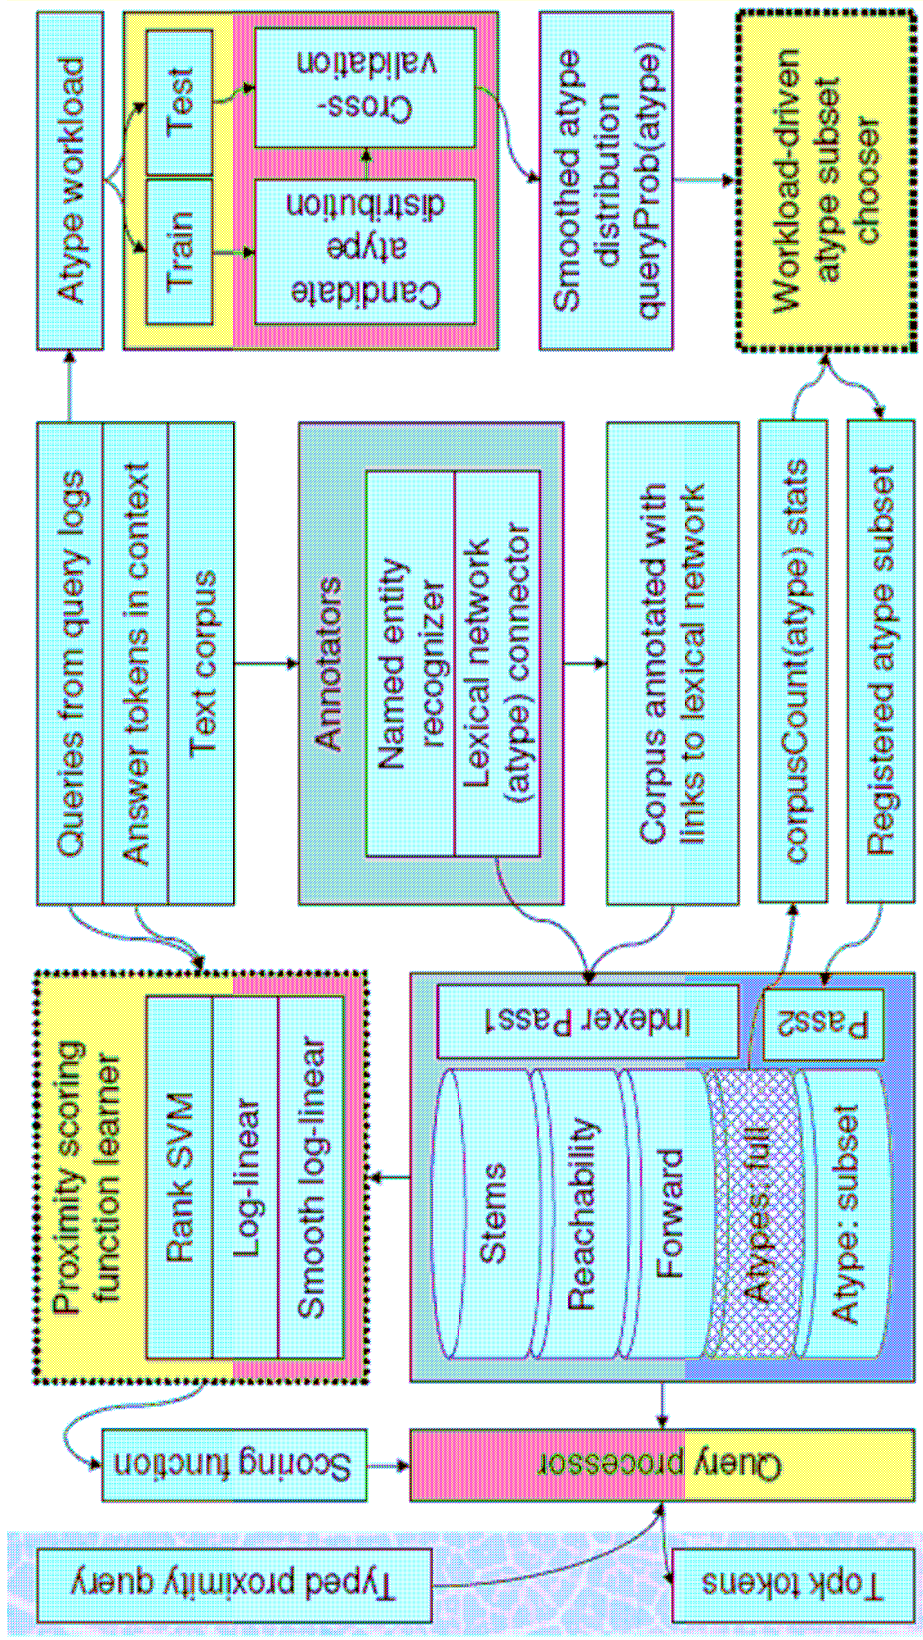 Typed proximity query
Topk tokens
Scoring function
Query processor
Proximity scoring
function learner
Rank SVM
Log-linear
Smooth log-linear
Stems
Reachability
Forward
Atypes: full
Atype: subset
Indexer Pass1
Pass2
Queries from query logs
Answer tokens in context
Text corpus
Annotators
Named entity
recognizer
Lexical network
(atype) connector
Corpus annotated with
links to lexical network
corpusCount(atype) stats
Registered atype subset
Atype workload
Train
Test
Candidate
atype
distribution
Cross-
validation
Smoothed atype
distribution
queryProb(atype)
Workload-driven
atype subset
chooser